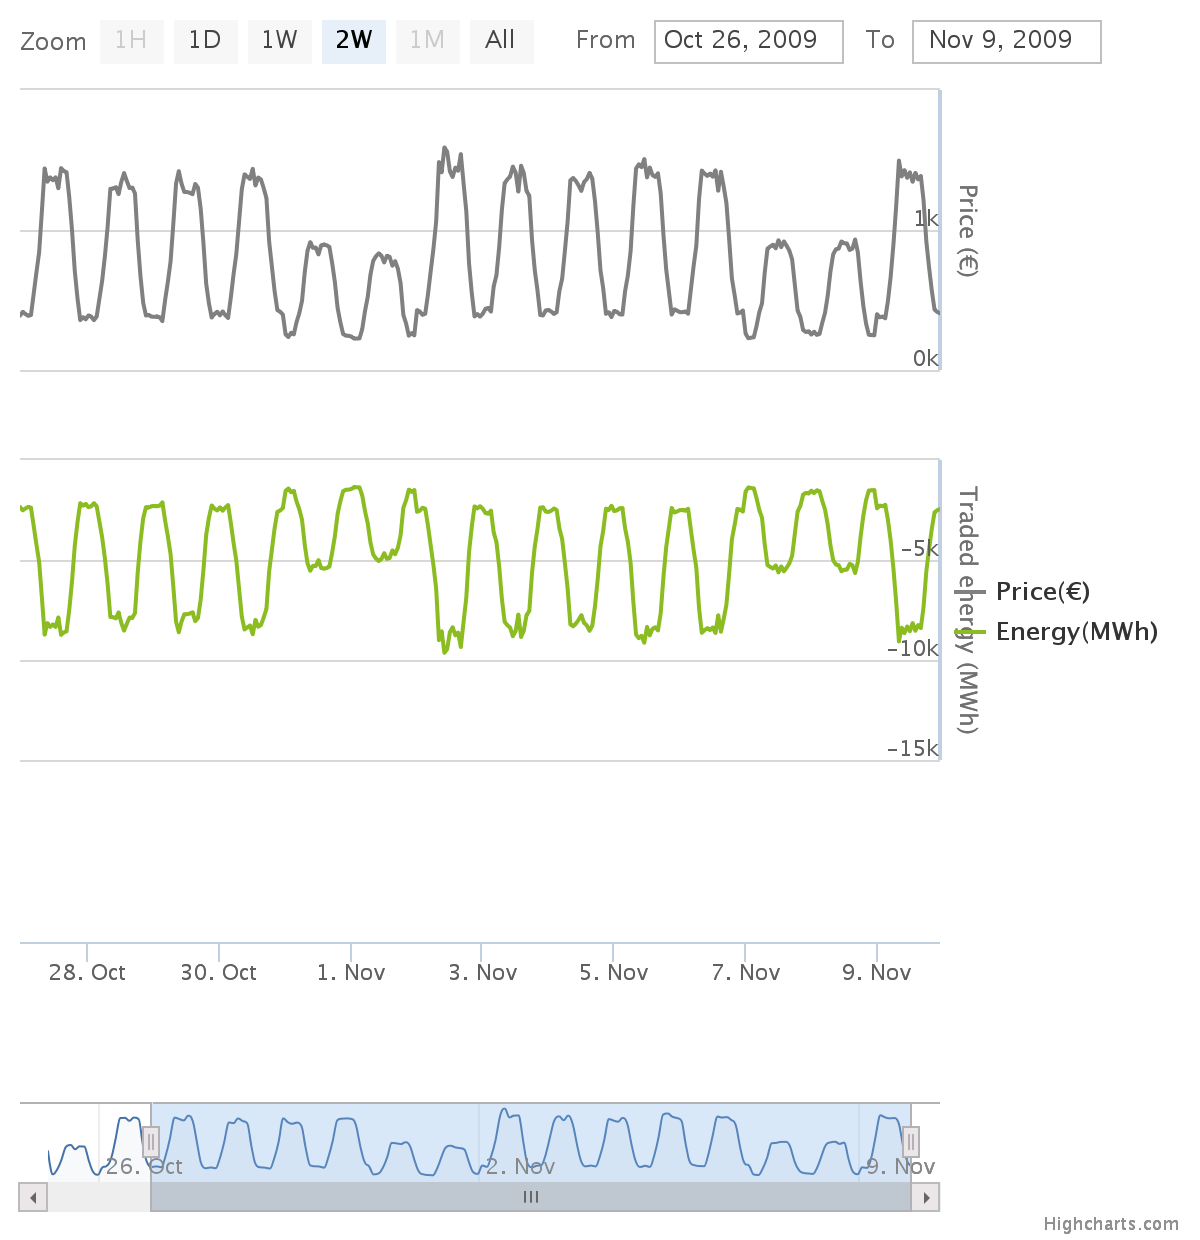 Zoom 1H 1D 1W 2W 1M All From Oct 26, 2009 To Nov 9, 2009
1k
0k
Price (€)
−5k
−10k
−15k
Traded energy (MWh)
Price(€)
Energy(MWh)
28. Oct 30. Oct 1. Nov 3. Nov 5. Nov 7. Nov 9. Nov
26. Oct 2. Nov 9. Nov
Highcharts.com